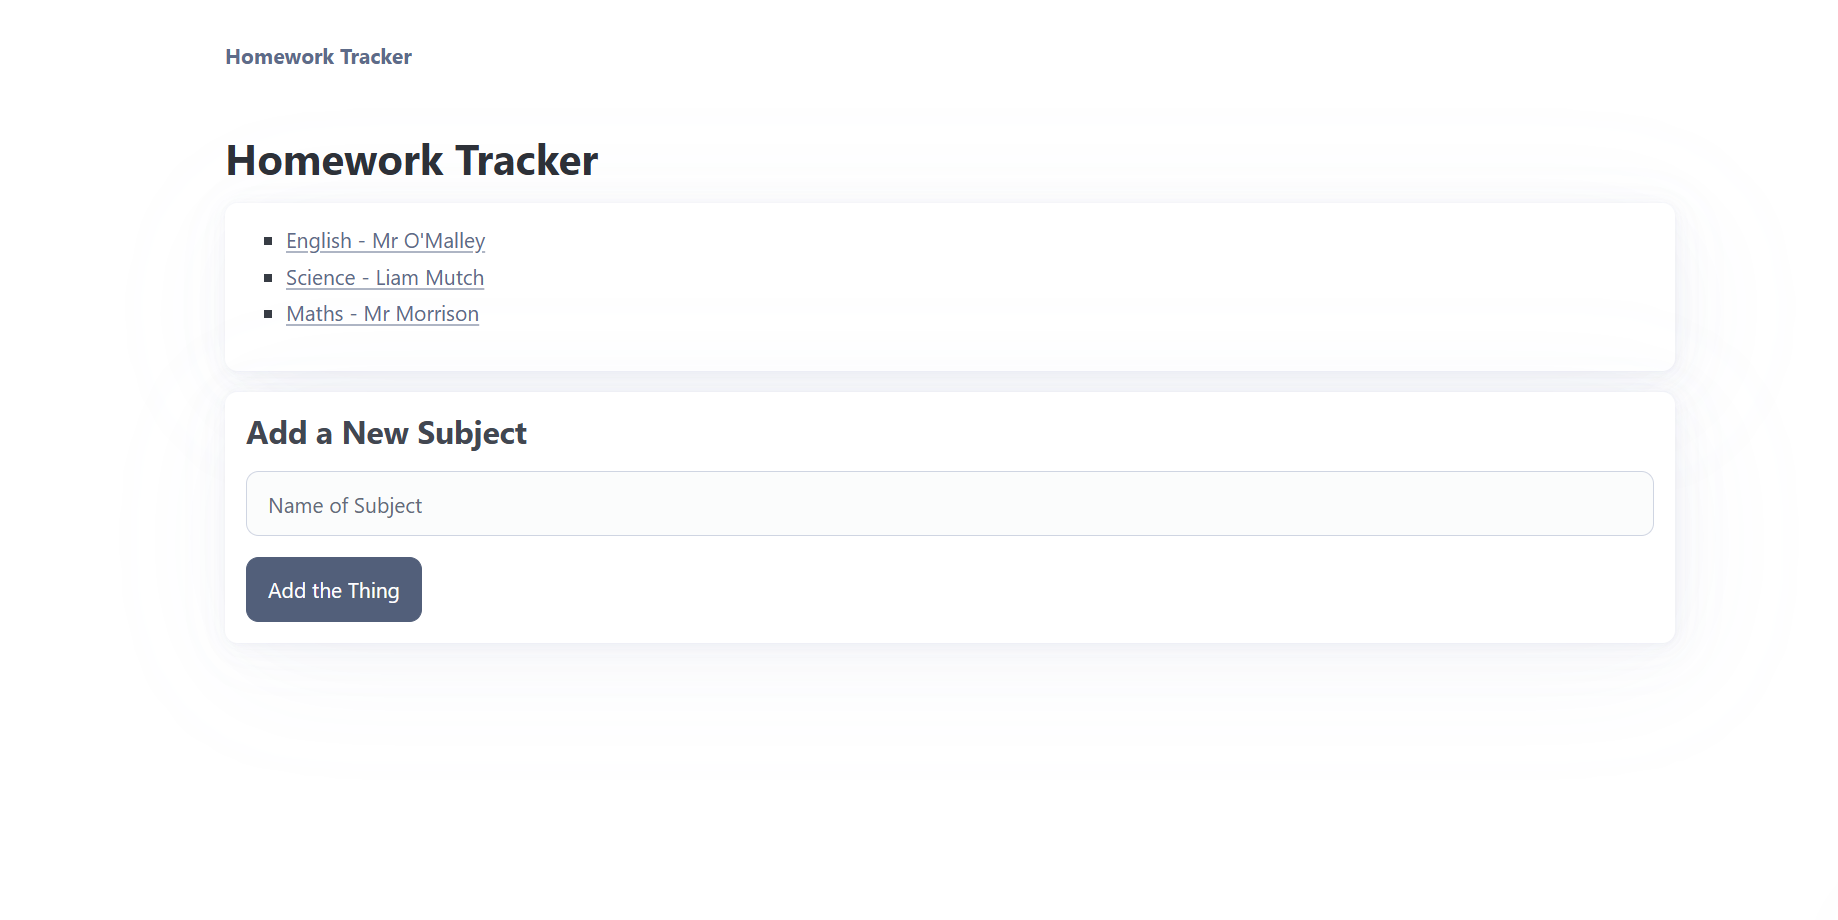 Homework Tracker
Homework Tracker
English - Mr O'Malley
Science - Liam Mutch
Maths - Mr Morrison
Add a New Subject
Name of Subject
Add the Thing